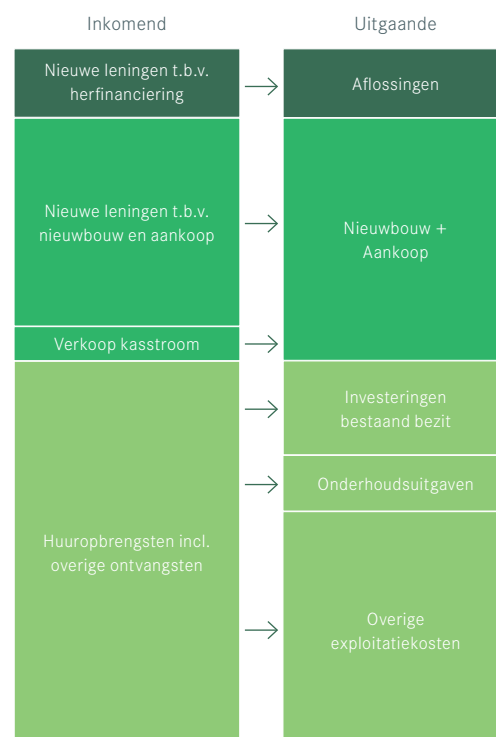 Inkomend
Uitgaande
Nieuwe leningen t.b.v.
herfinanciering
Aflossingen
Nieuwe leningen t.b.v.
nieuwbouw en aankoop
Nieuwbouw +
Aankoop
Verkoop kasstroom
Investeringen
bestaand bezit
Onderhoudsuitgaven
Huuropbrengsten incl.
overige ontvangsten
Overige
exploitatiekosten